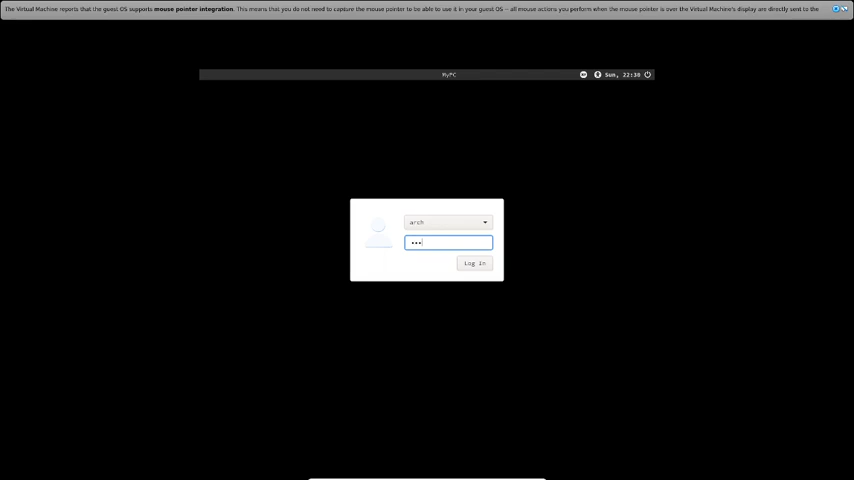 The Virtual Machine reports that the guest OS supports mouse pointer integration. This means that you do not need to capture the mouse pointer to be able to use it in your guest OS – all mouse actions you perform when the mouse pointer is over the Virtual Machine's display are directly sent to the
MyPC Sun, 22:38
arch
•••
Log In